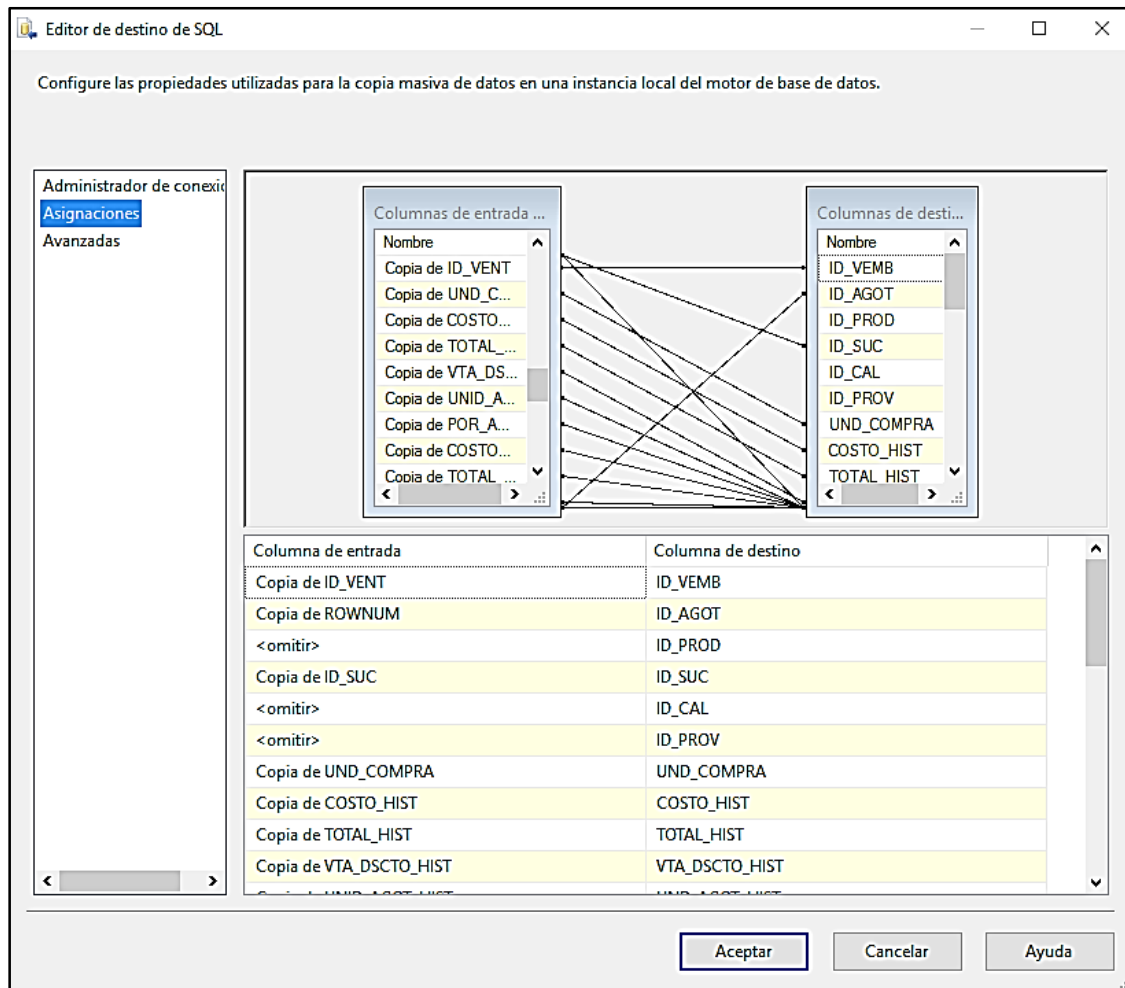 Editor de destino de SQL
Configure las propiedades utilizadas para la copia masiva de datos en una instancia local del motor de base de datos.
Administrador de conexic
Asignaciones
Avanzadas
Columnas de entrada ...
Nombre
Copia de ID_VENT
Copia de UND_C...
Copia de COSTO...
Copia de TOTAL_...
Copia de VTA_DS...
Copia de UNID_A...
Copia de POR_A...
Copia de COSTO...
Copia de TOTAL_...
Columnas de desti...
Nombre
ID_VEMB
ID_AGOT
ID_PROD
ID_SUC
ID_CAL
ID_PROV
UND_COMPRA
COSTO_HIST
TOTAL_HIST
Columna de entrada Columna de destino
Copia de ID_VENT ID_VEMB
Copia de ROWNUM ID_AGOT
<omitir> ID_PROD
Copia de ID_SUC ID_SUC
<omitir> ID_CAL
<omitir> ID_PROV
Copia de UND_COMPRA UND_COMPRA
Copia de COSTO_HIST COSTO_HIST
Copia de TOTAL_HIST TOTAL_HIST
Copia de VTA_DSCTO_HIST VTA_DSCTO_HIST
Aceptar Cancelar Ayuda